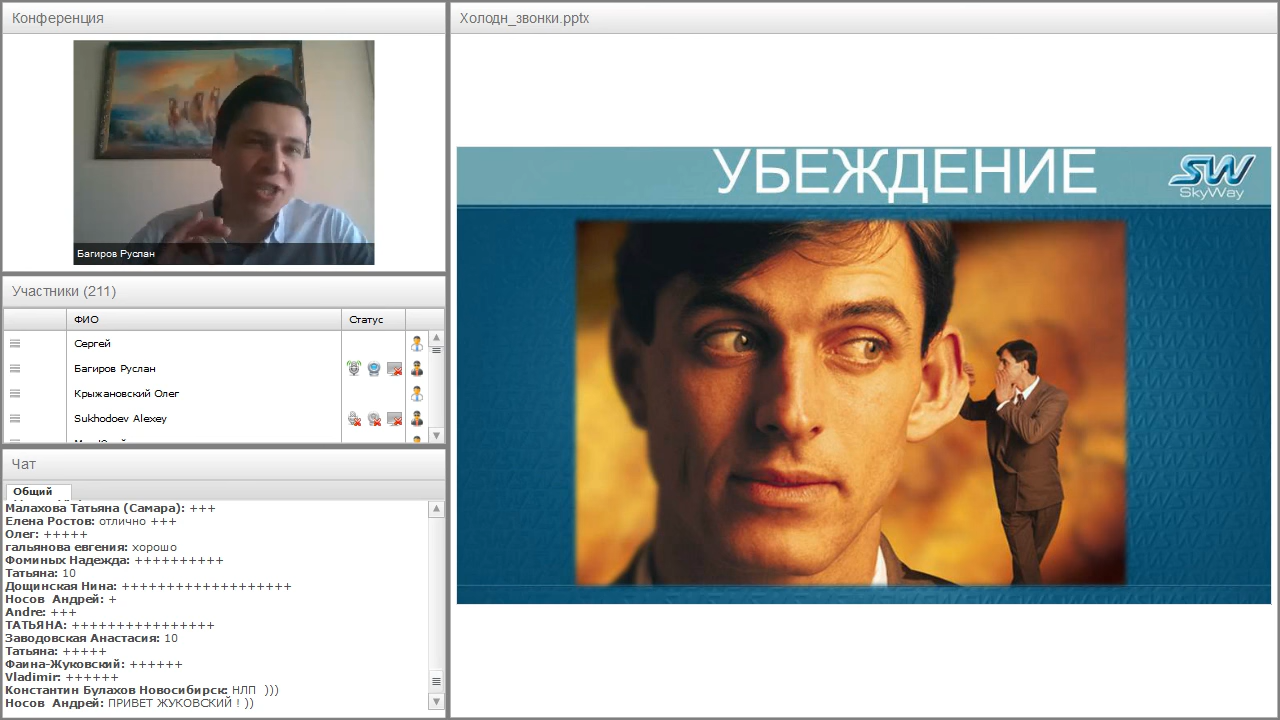 Конференция
Багиров Руслан
Участники (211)
ФИО Статус
Сергей
Багиров Руслан
Крыжановский Олег
Sukhodoev Alexey
Чат
Общий
Малахова Татьяна (Самара): +++
Елена Ростов: отлично +++
Олег: +++++
гальянова евгения: хорошо
Фоминых Надежда: ++++++++++
Татьяна: 10
Дощинская Нина: +++++++++++++++++++
Носов Андрей: +
Andre: +++
ТАТЬЯНА: ++++++++++++++++
Заводовская Анастасия: 10
Татьяна: +++++
Фаина-Жуковский: ++++++
Vladimir: ++++++
Константин Булахов Новосибирск: НЛП )))
Носов Андрей: ПРИВЕТ ЖУКОВСКИЙ ! ))
Холодн_звонки.pptx
УБЕЖДЕНИЕ
SW
SkyWay